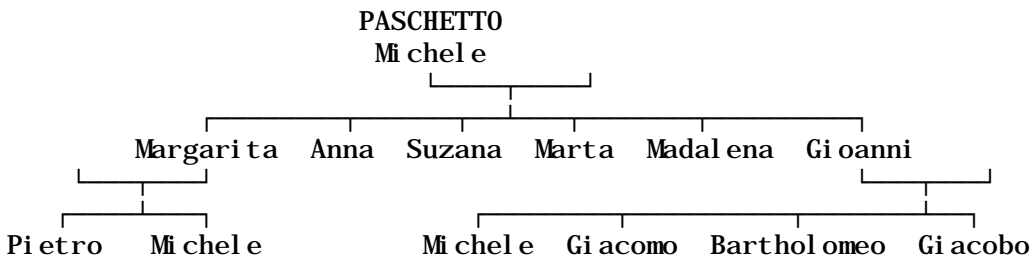 PASCHETTO
Michele
Margarita Anna Suzana Marta Madalena Gioanni
Pietro Michele Michele Giacomo Bartholomeo Giacobo